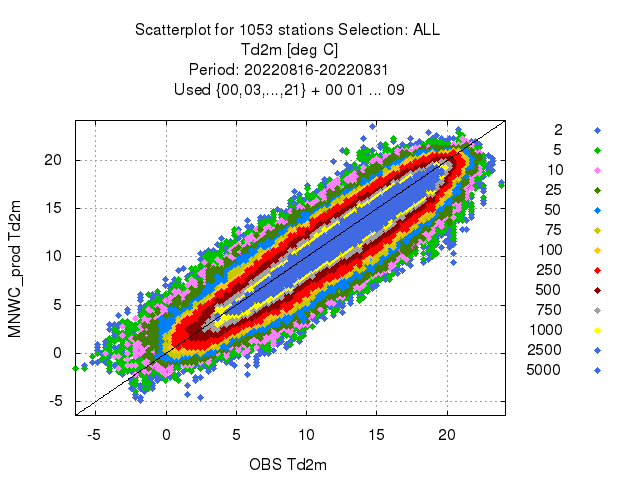 Scatterplot for 1053 stations Selection: ALL
Td2m [deg C]
Period: 20220816-20220831
Used {00,03,...,21} + 00 01 ... 09
MNWC_prod Td2m
20
15
10
5
0
-5
-5 0 5 10 15 20
OBS Td2m
2
5
10
25
50
75
100
250
500
750
1000
2500
5000